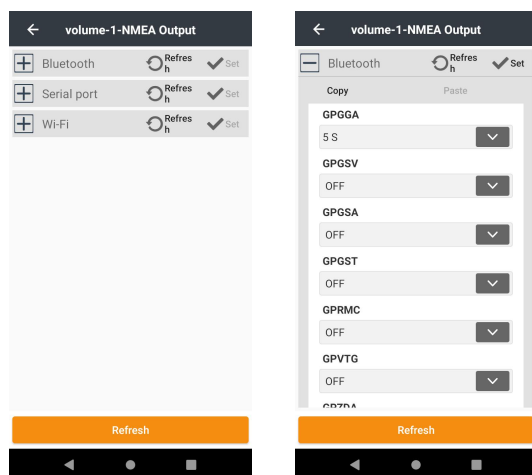 volume-1-NMEA Output
Bluetooth Refres
h Set
Serial port Refres
h Set
Wi-Fi Refres
h Set
Refresh
volume-1-NMEA Output
Bluetooth Refres
h Set
Copy Paste
GPGGA
5 S
GPGSV
OFF
GPGSA
OFF
GPGST
OFF
GPRMC
OFF
GPVTG
OFF
GPZDA
Refresh